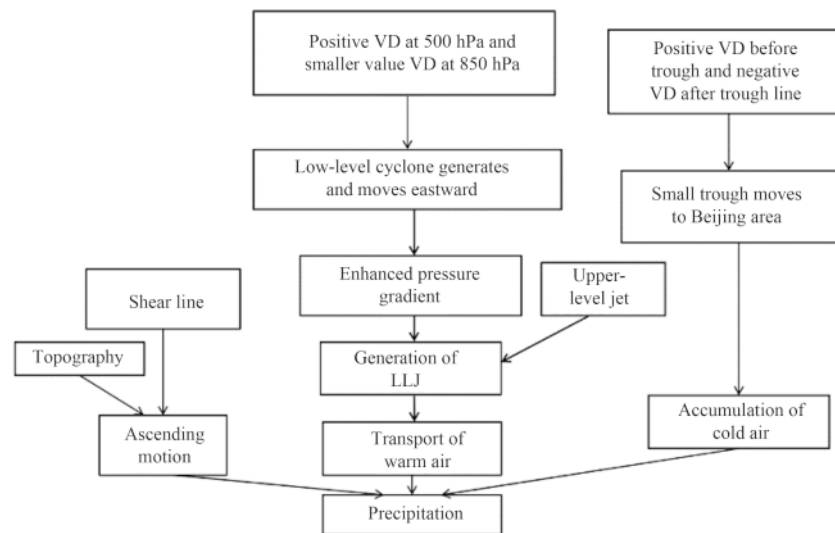 Positive VD at 500 hPa and
smaller value VD at 850 hPa
Positive VD before
trough and negative
VD after trough line
Low-level cyclone generates
and moves eastward
Small trough moves
to Beijing area
Enhanced pressure
gradient
Upper-
level jet
Shear line
Topography
Generation of
LLJ
Ascending
motion
Transport of
warm air
Accumulation of
cold air
Precipitation